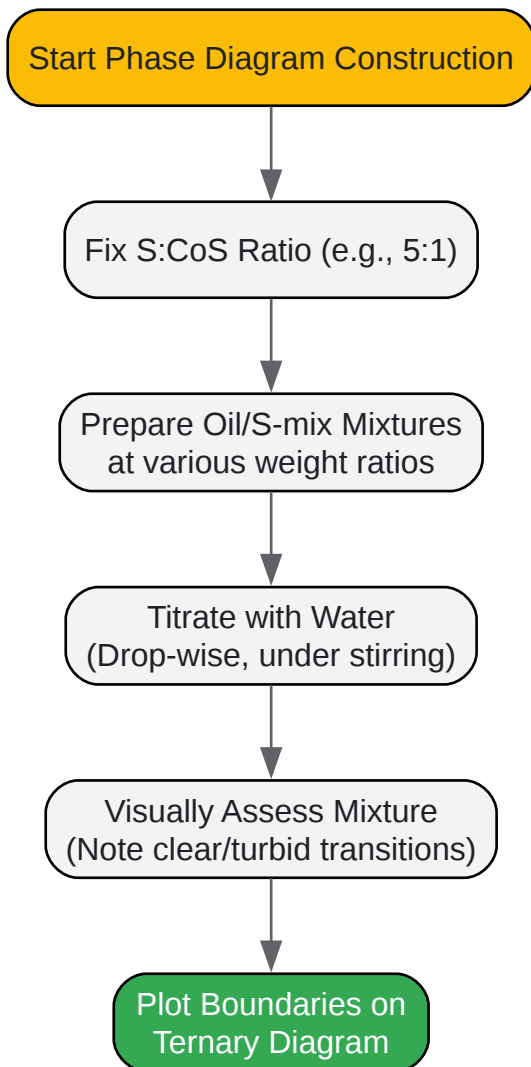 Start Phase Diagram Construction
Fix S:CoS Ratio (e.g., 5:1)
Prepare Oil/S-mix Mixtures
at various weight ratios
Titrate with Water
(Drop-wise, under stirring)
Visually Assess Mixture
(Note clear/turbid transitions)
Plot Boundaries on
Ternary Diagram